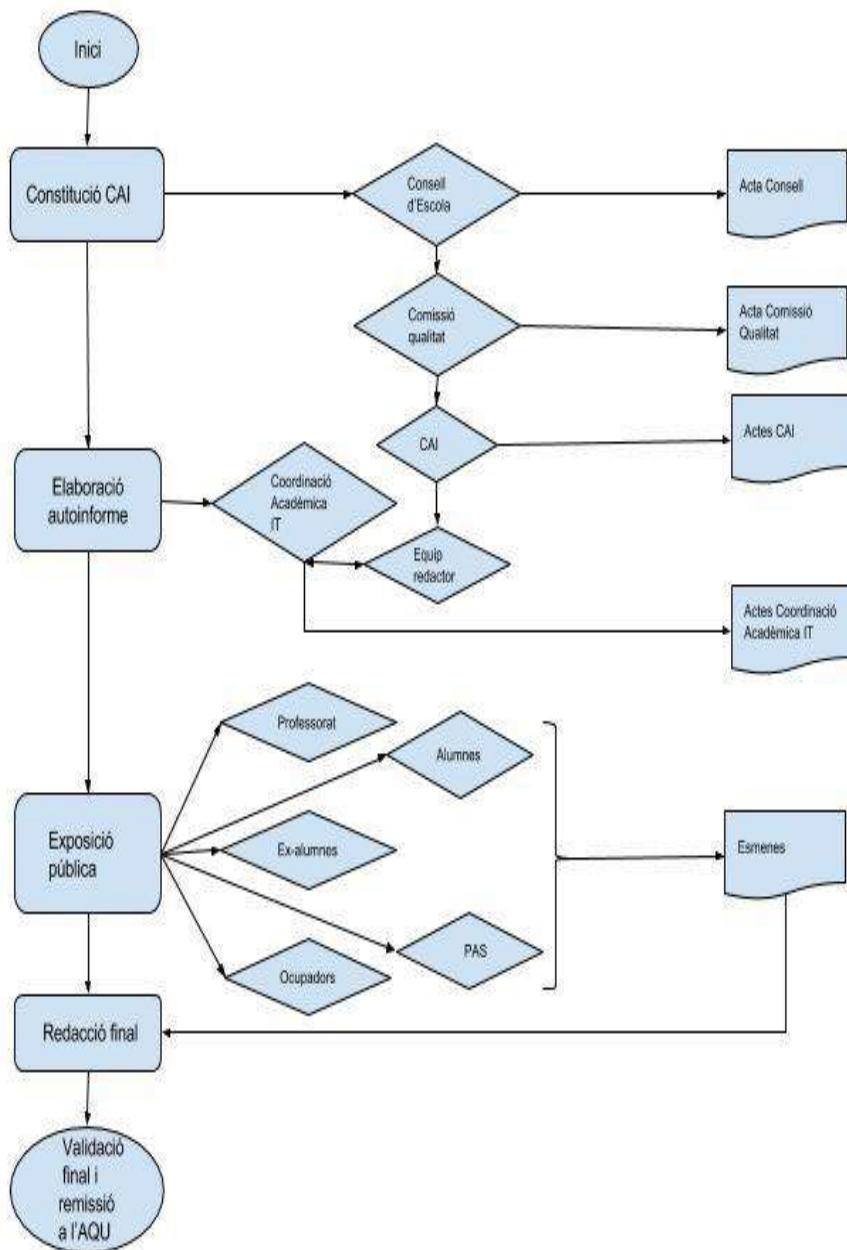 Inici
Constitució CAI
Consell
d'Escola
Acta Consell
Comissió
qualitat
Acta Comissió
Qualitat
CAI
Actes CAI
Elaboració
autoinforme
Coordinació
Acadèmica
IT
Equip
redactor
Actes Coordinació
Acadèmica IT
Professorat
Alumnes
Exposició
pública
Ex-alumnes
Esmenes
Ocupadors
PAS
Redacció final
Validació
final i
remissió
a l'AQU